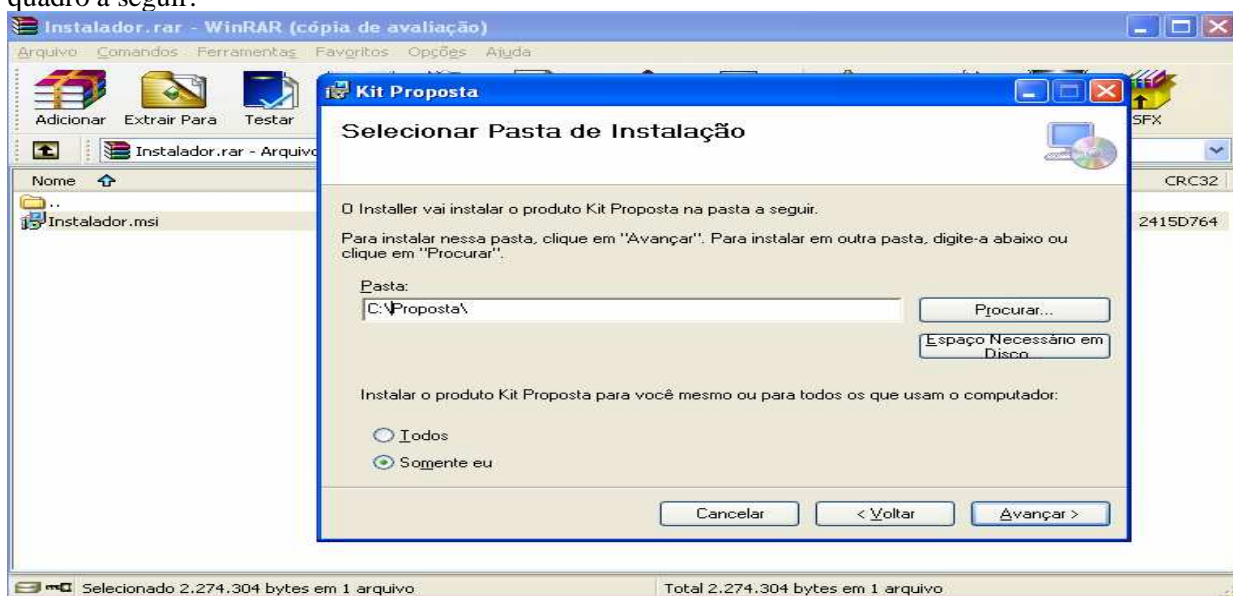 quadro a seguir:
Instalador.rar - WinRAR (cópia de avaliação)
Arquivo Comandos Ferramentas Favoritos Opções Ajuda
Adicionar Extrair Para Testar SFX
Instalador.rar - Arquivo
Nome CRC32
..
Instalador.msi 2415D764
Kit Proposta
Selecionar Pasta de Instalação
O Installer vai instalar o produto Kit Proposta na pasta a seguir.
Para instalar nessa pasta, clique em "Avançar". Para instalar em outra pasta, digite-a abaixo ou
clique em "Procurar".
Pasta:
C:\Proposta\
Procurar...
Espaço Necessário em
Disco...
Instalar o produto Kit Proposta para você mesmo ou para todos os que usam o computador:
Todos
Somente eu
Cancelar < Voltar Avançar >
Selecionado 2.274.304 bytes em 1 arquivo Total 2.274.304 bytes em 1 arquivo